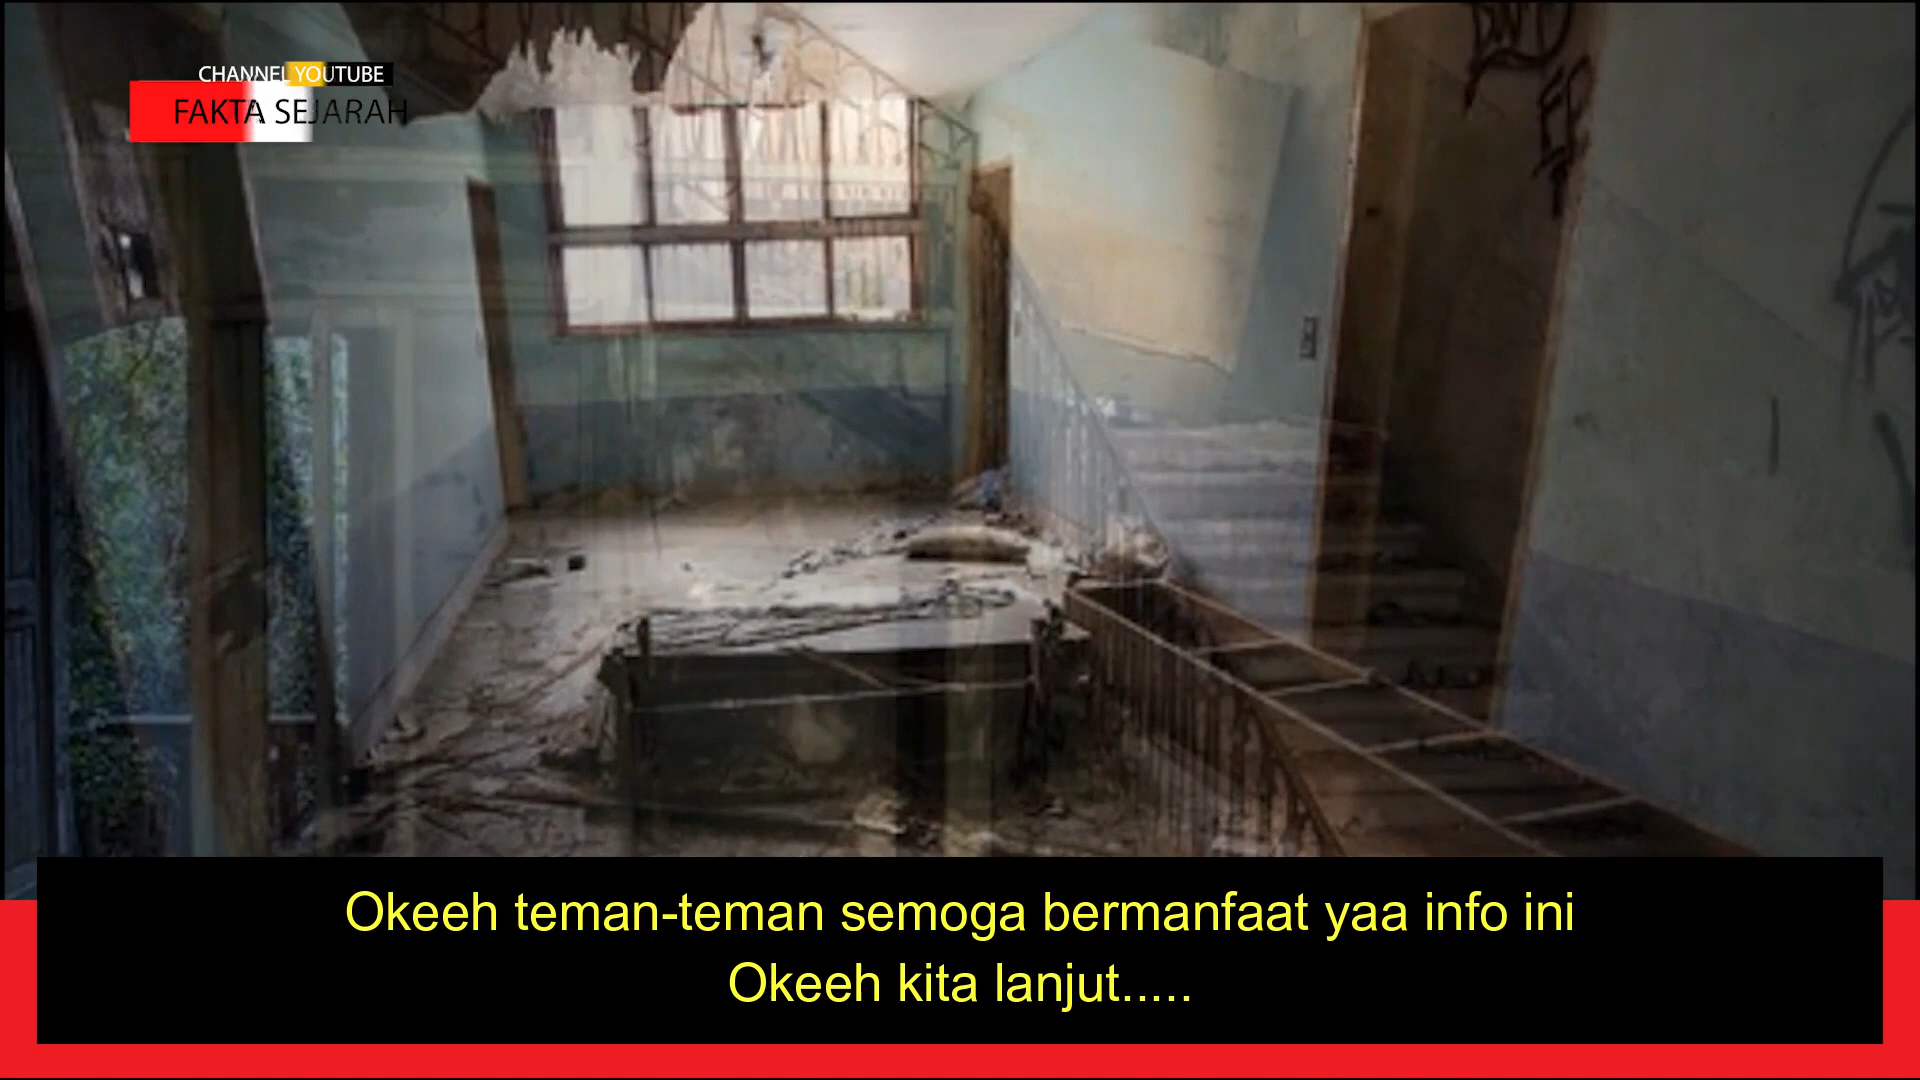 CHANNEL YOUTUBE
FAKTA SEJARAH
Okeeh teman-teman semoga bermanfaat yaa info ini
Okeeh kita lanjut.....